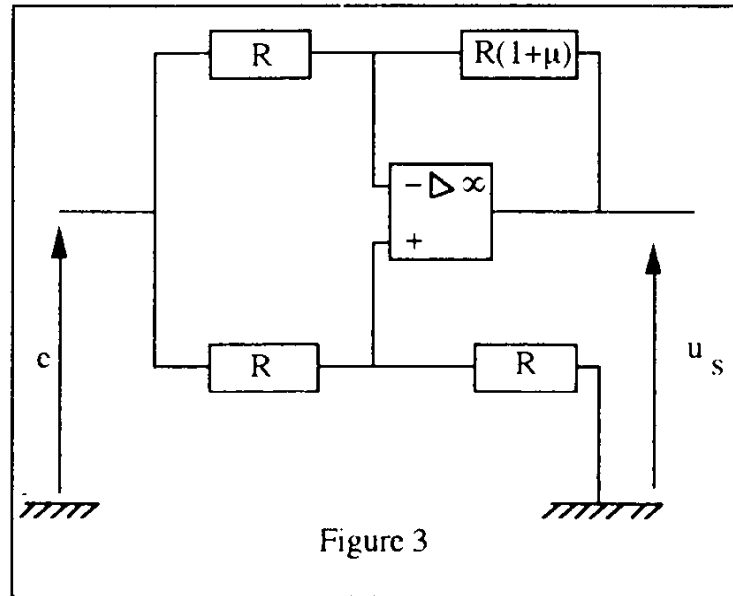 R
R(1+μ)
- ▷ ∞
+
e
R
R
u s
Figure 3